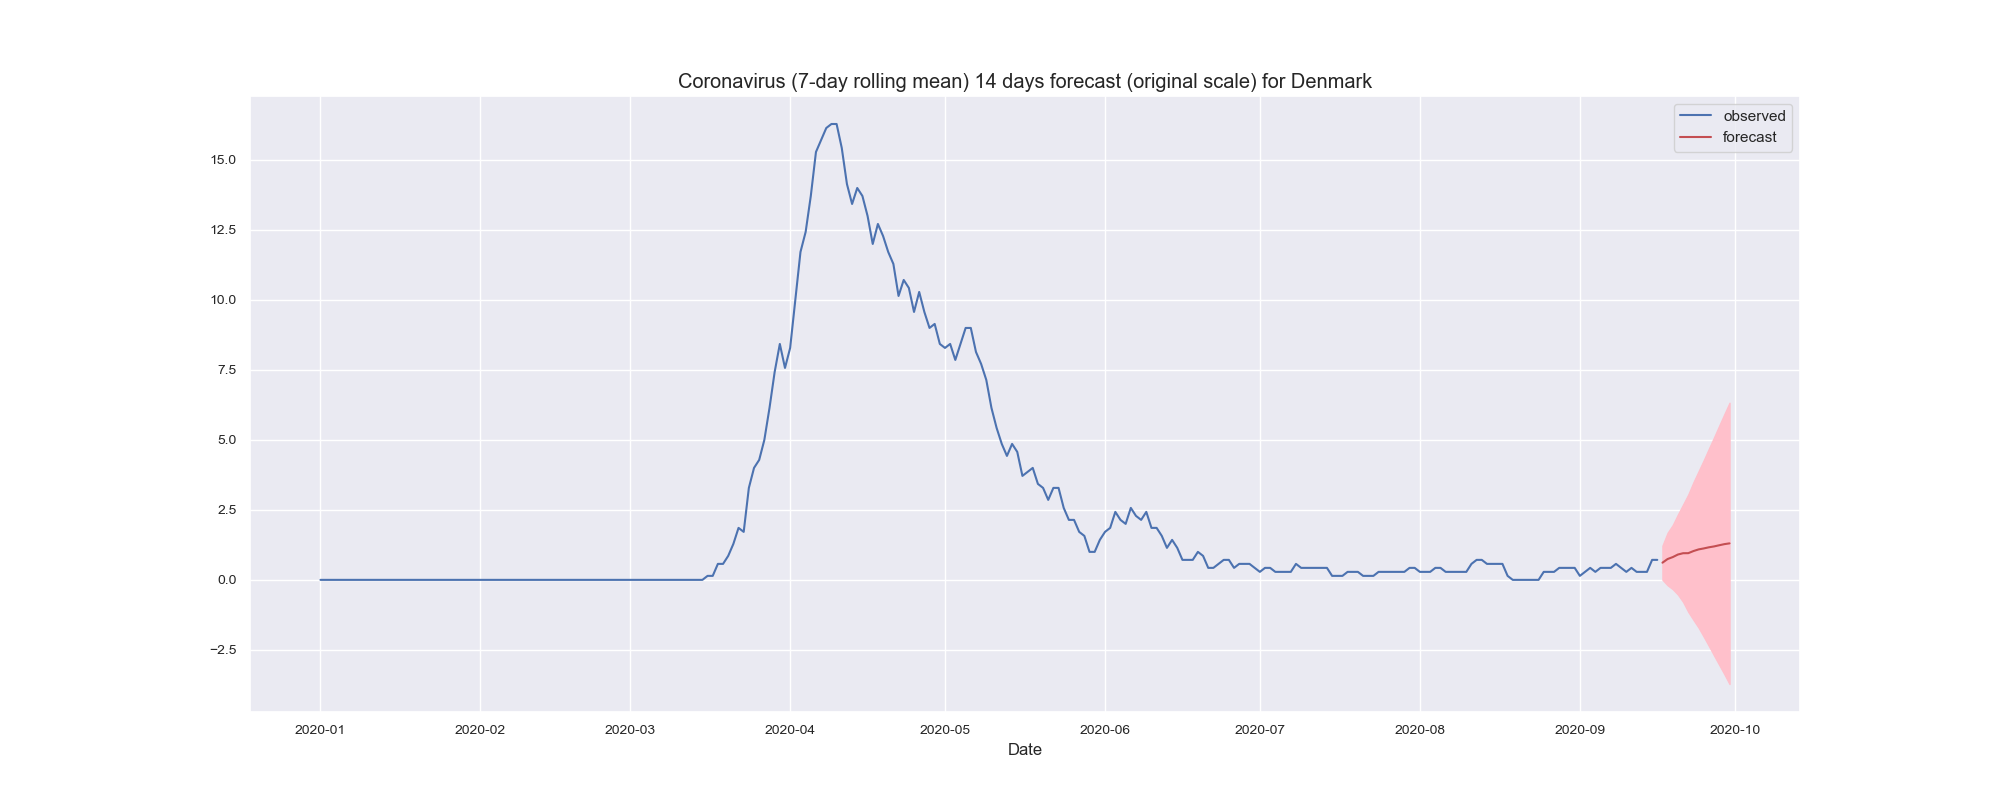 Coronavirus (7-day rolling mean) 14 days forecast (original scale) for Denmark
observed
forecast
15.0
12.5
10.0
7.5
5.0
2.5
0.0
−2.5
2020-01 2020-02 2020-03 2020-04 2020-05 2020-06 2020-07 2020-08 2020-09 2020-10
Date